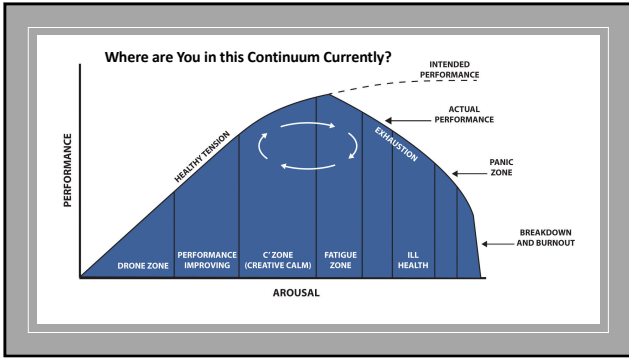 Where are You in this Continuum Currently?
INTENDED
PERFORMANCE
ACTUAL
PERFORMANCE
HEALTHY TENSION
EXHAUSTION
PERFORMANCE
PANIC
ZONE
BREAKDOWN
AND BURNOUT
DRONE ZONE
PERFORMANCE
IMPROVING
C' ZONE
(CREATIVE CALM)
FATIGUE
ZONE
ILL
HEALTH
AROUSAL